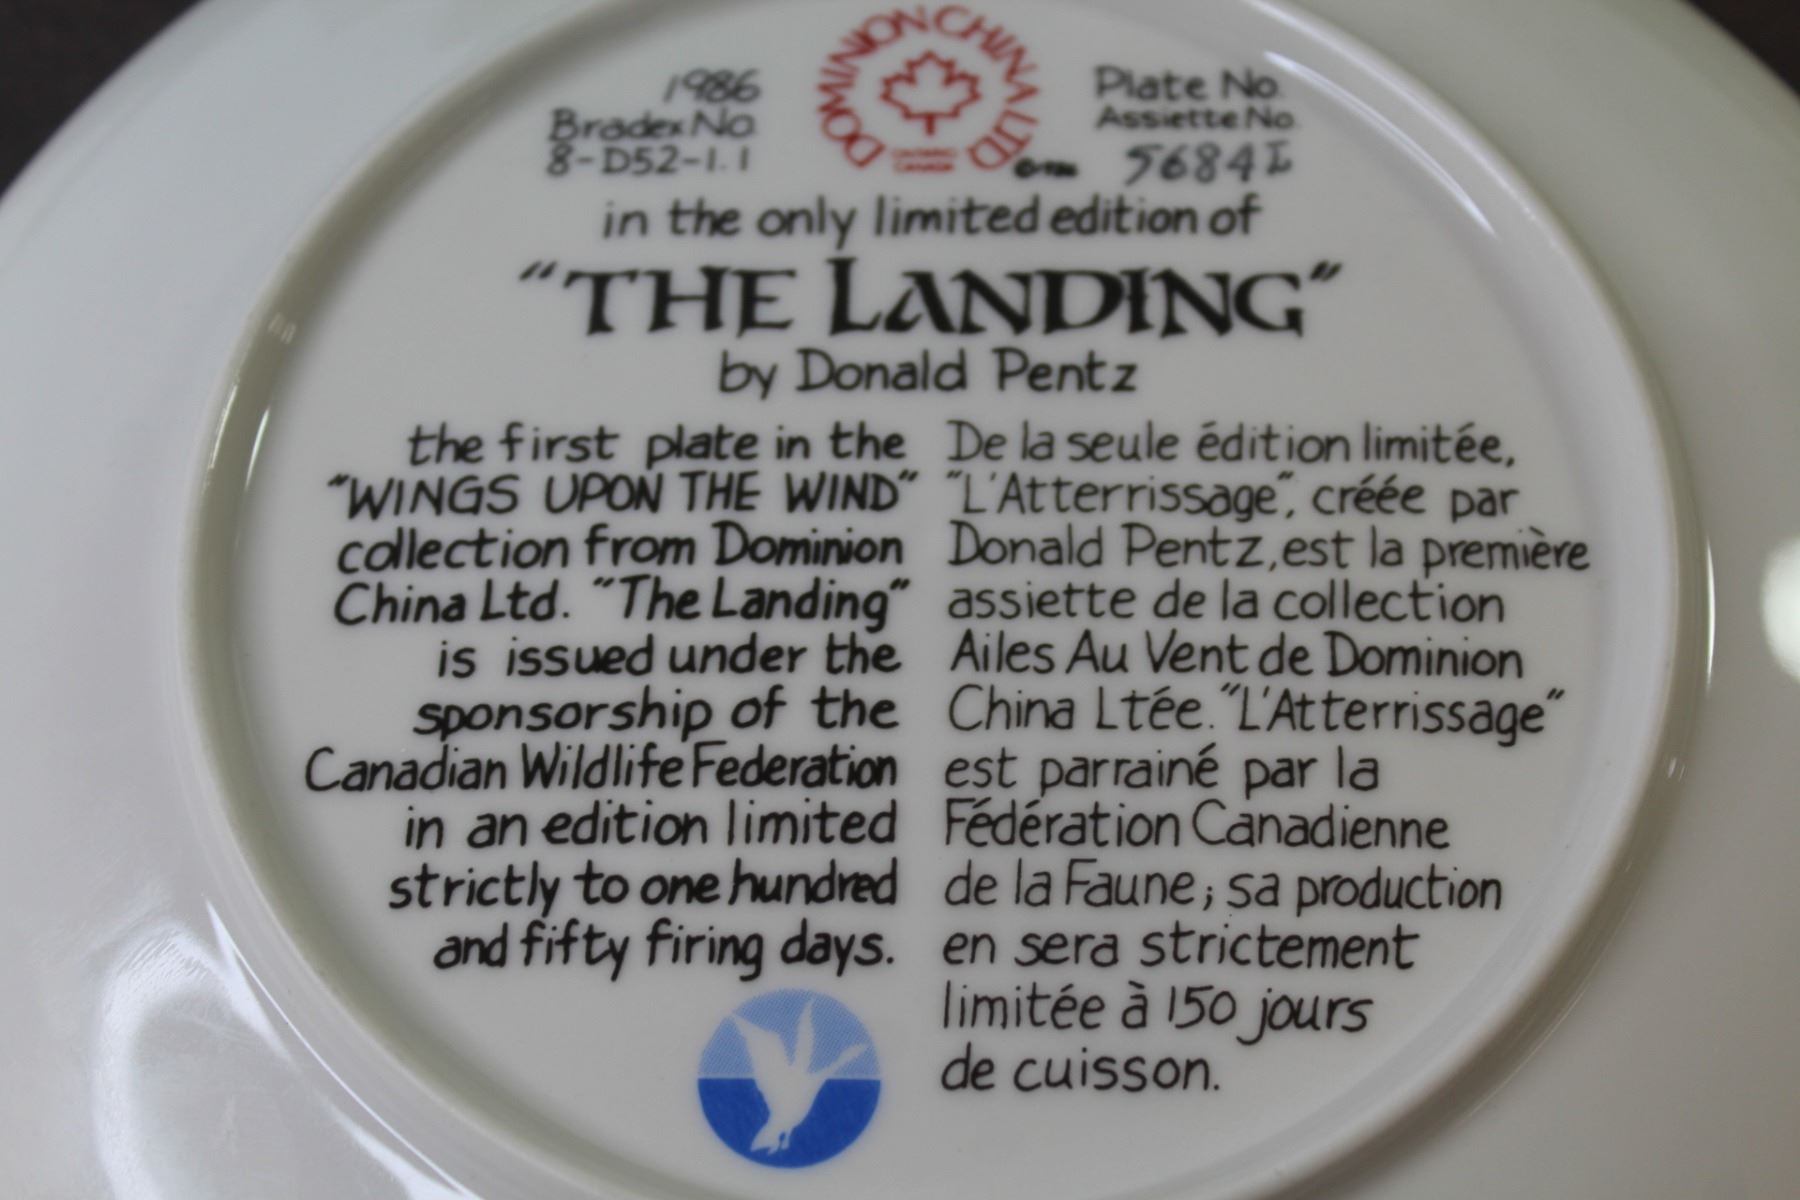 1986
Bradex No.
8-D52-1.1
DOMINION CHINA LTD
ONTARIO
CANADA
Plate No.
Assiette No.
5684 I
in the only limited edition of
"THE LANDING"
by Donald Pentz
the first plate in the
"WINGS UPON THE WIND"
collection from Dominion
China Ltd. "The Landing"
is issued under the
sponsorship of the
Canadian Wildlife Federation
in an edition limited
strictly to one hundred
and fifty firing days.
De la seule édition limitée,
"L'Atterrissage", créée par
Donald Pentz, est la première
assiette de la collection
Ailes Au Vent de Dominion
China Ltée. "L'Atterrissage"
est parrainé par la
Fédération Canadienne
de la Faune; sa production
en sera strictement
limitée à 150 jours
de cuisson.